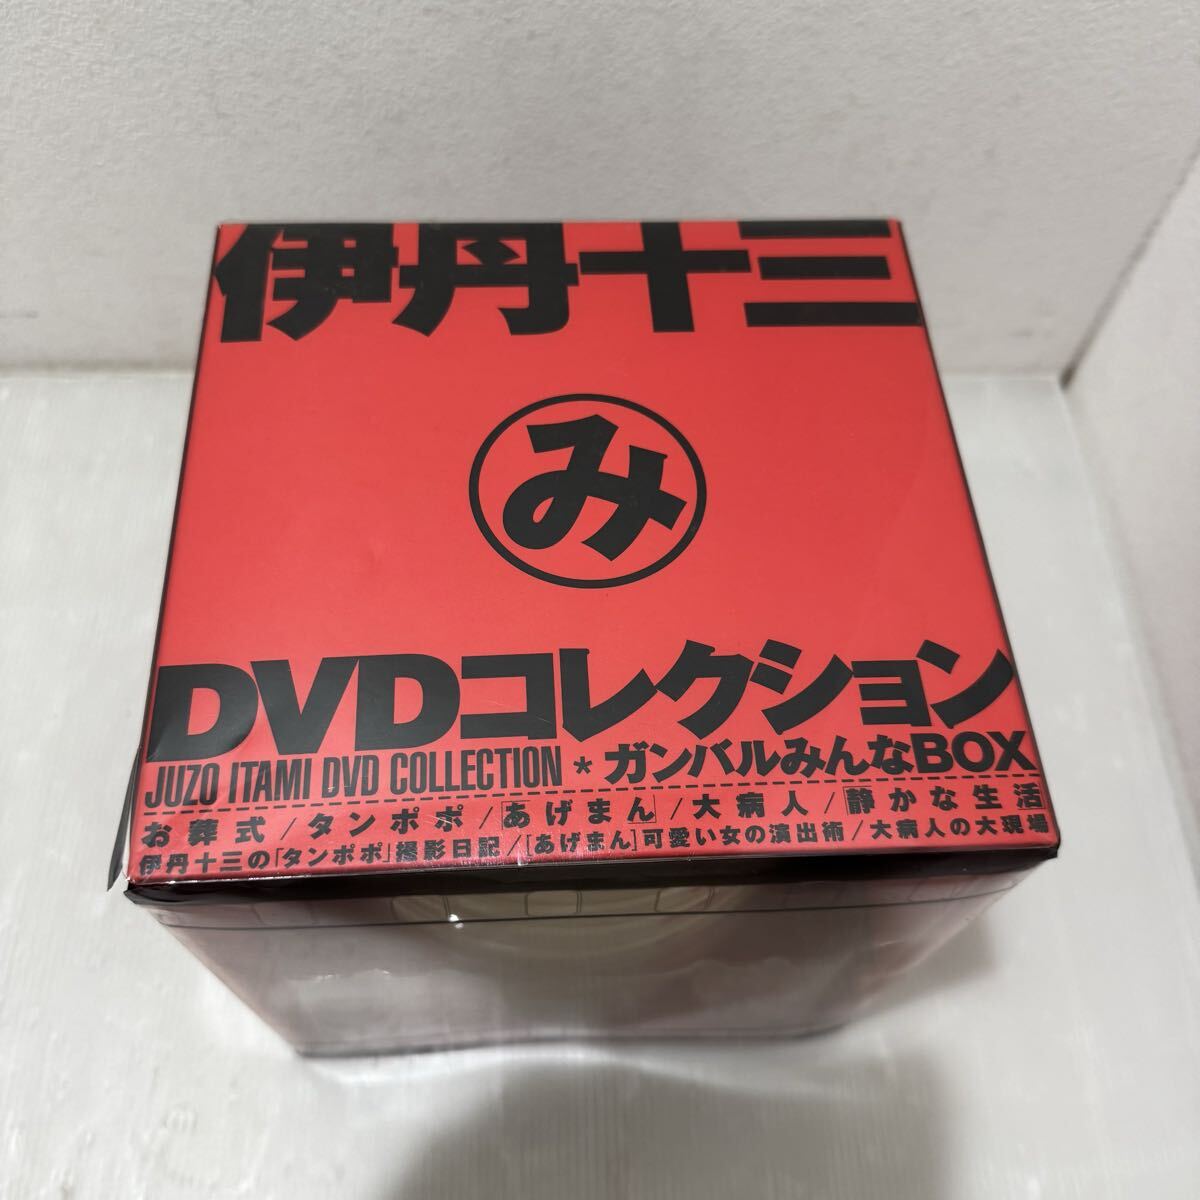 伊丹十三
み
DVDコレクション
JUZO ITAMI DVD COLLECTION * ガンバルみんなBOX
お葬式/タンポポ/[あげまん]/大病人/静かな生活
伊丹十三の「タンポポ」撮影日記/[あげまん]可愛い女の演出術/大病人の大現場